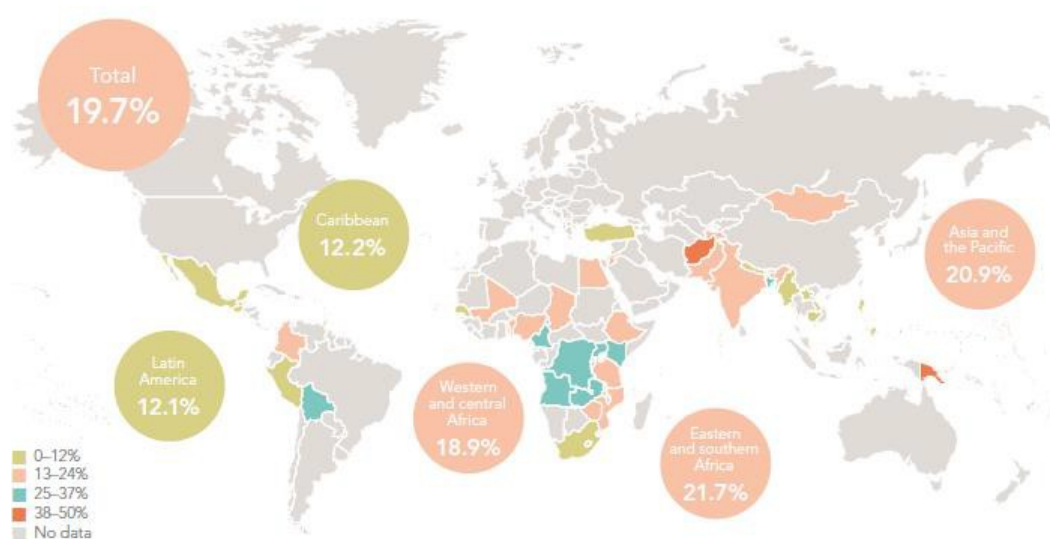 Total
19.7%
Caribbean
12.2%
Asia and
the Pacific
20.9%
Latin
America
12.1%
Western
and central
Africa
18.9%
Eastern
and southern
Africa
21.7%
0–12%
13–24%
25–37%
38–50%
No data